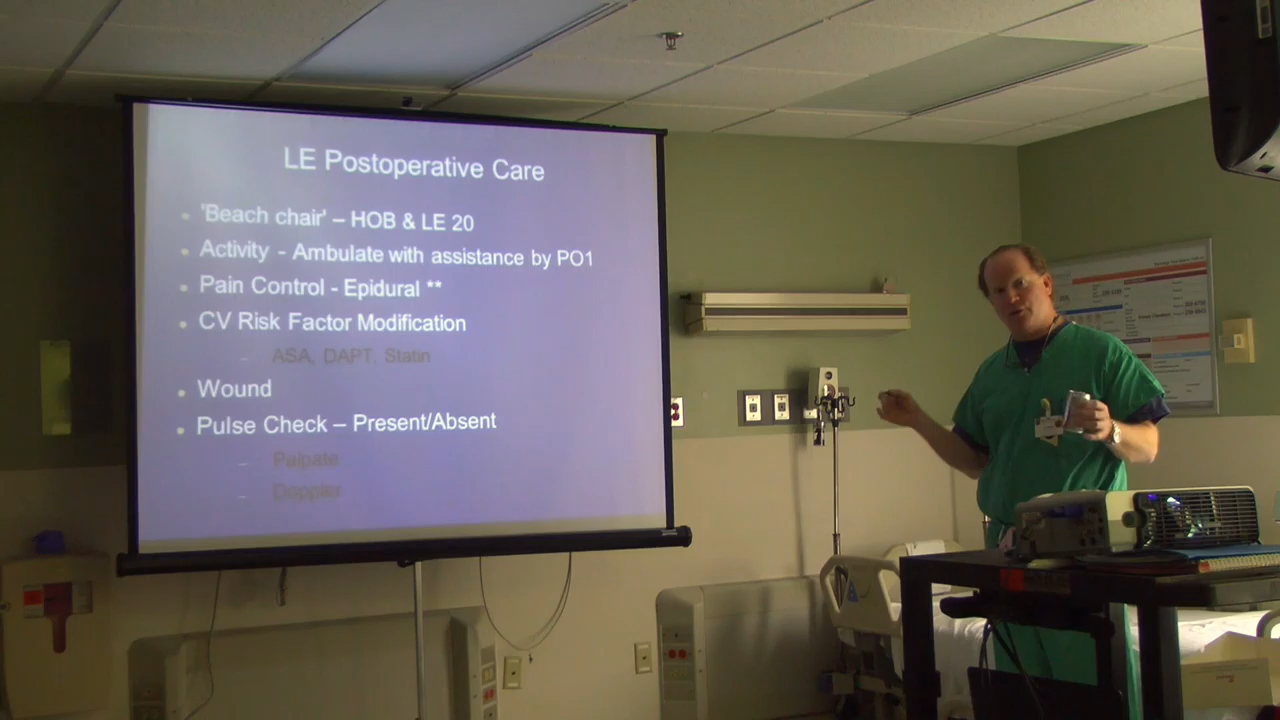 LE Postoperative Care
'Beach chair' – HOB & LE 20
Activity - Ambulate with assistance by PO1
Pain Control - Epidural **
CV Risk Factor Modification
– ASA, DAPT, Statin
Wound
Pulse Check – Present/Absent
– Palpate
– Doppler